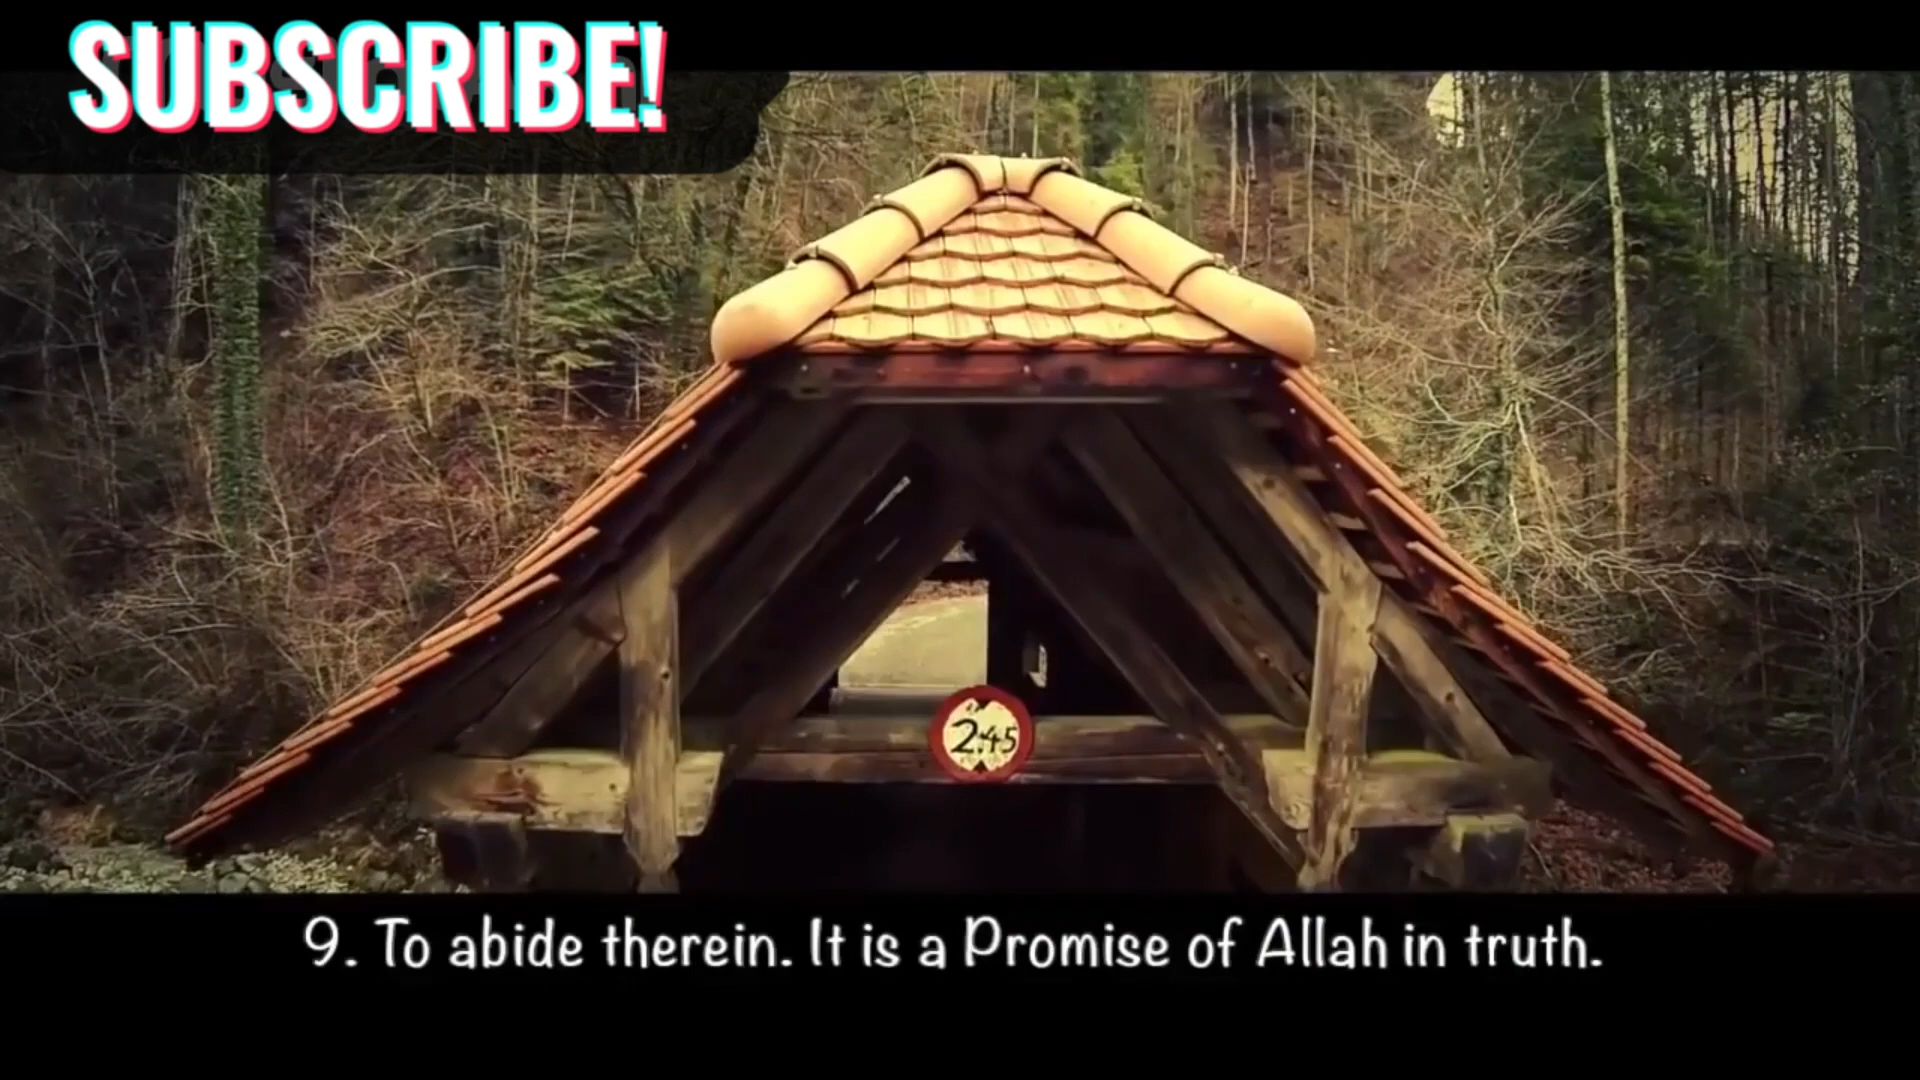 SUBSCRIBE!
2.45
9. To abide therein. It is a Promise of Allah in truth.